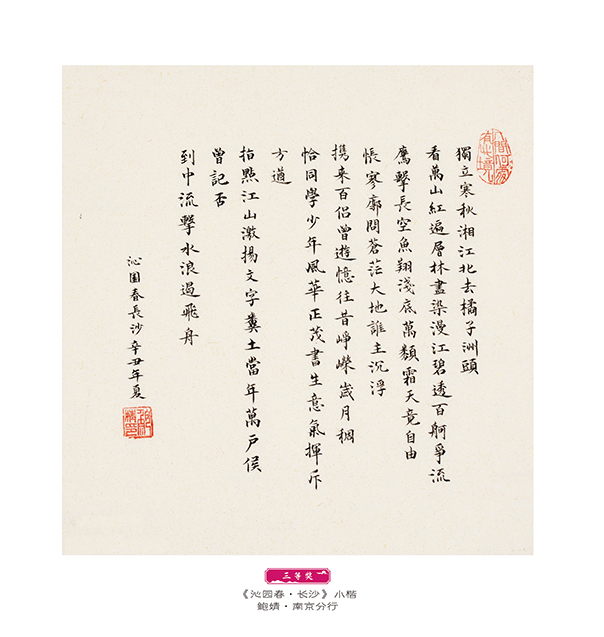 獨立寒秋湘江北去橘子洲頭
看萬山紅遍層林盡染漫江碧透百舸爭流
鷹擊長空魚翔淺底萬類霜天竟自由
悵寥廓問蒼茫大地誰主沉浮
携来百侣曾遊憶往昔崢嶸歲月稠
恰同學少年風華正茂書生意氣揮斥
方遒
指點江山激揚文字糞土當年萬户侯
曾記否
到中流擊水浪遏飛舟
沁園春長沙辛丑年夏
三等奖
《沁园春·长沙》小楷
鲍婧·南京分行